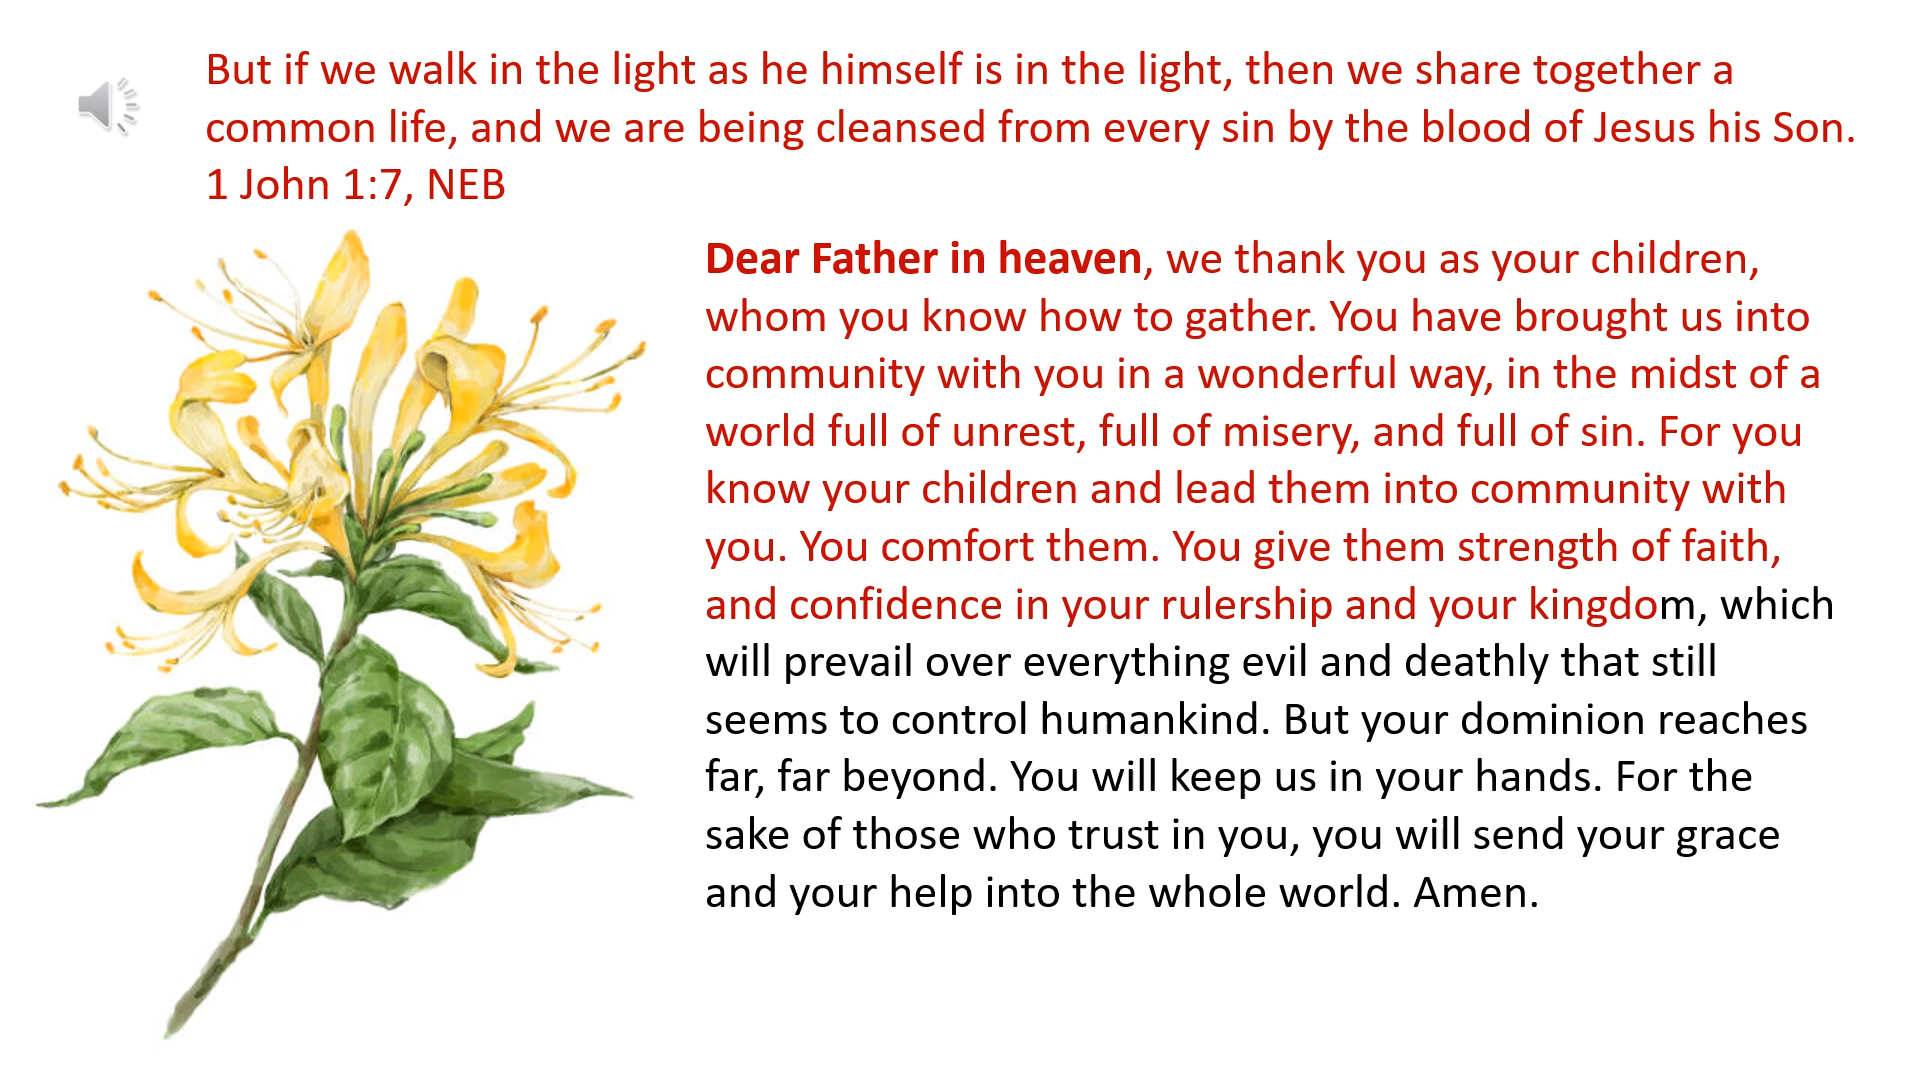 But if we walk in the light as he himself is in the light, then we share together a
common life, and we are being cleansed from every sin by the blood of Jesus his Son.
1 John 1:7, NEB
Dear Father in heaven, we thank you as your children,
whom you know how to gather. You have brought us into
community with you in a wonderful way, in the midst of a
world full of unrest, full of misery, and full of sin. For you
know your children and lead them into community with
you. You comfort them. You give them strength of faith,
and confidence in your rulership and your kingdom, which
will prevail over everything evil and deathly that still
seems to control humankind. But your dominion reaches
far, far beyond. You will keep us in your hands. For the
sake of those who trust in you, you will send your grace
and your help into the whole world. Amen.